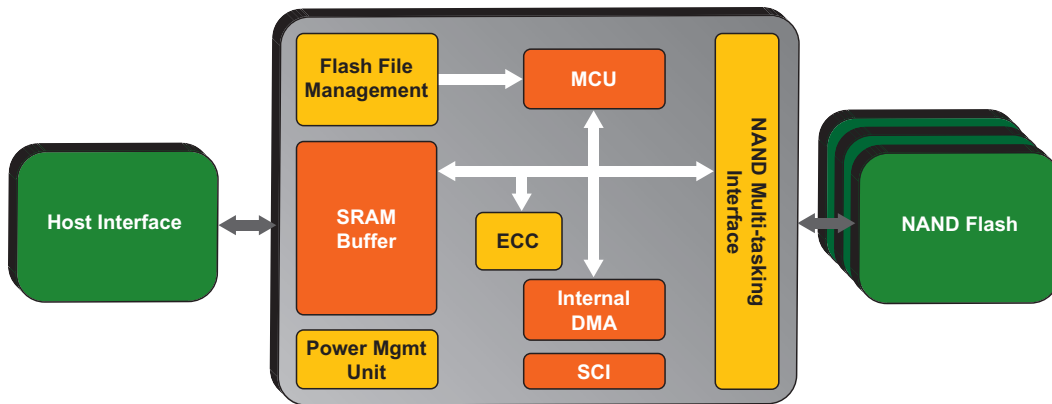 Flash File
Management
MCU
Host Interface
SRAM
Buffer
ECC
Internal
DMA
Power Mgmt
Unit
SCI
NAND Multi-tasking
Interface
NAND Flash